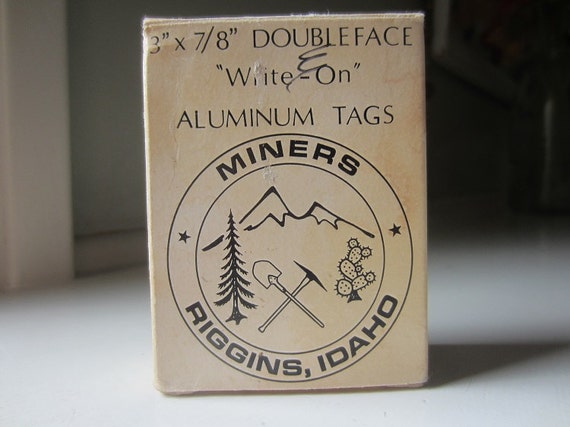 3" x 7/8" DOUBLEFACE
"Write-On"
ALUMINUM TAGS
MINERS
RIGGINS, IDAHO